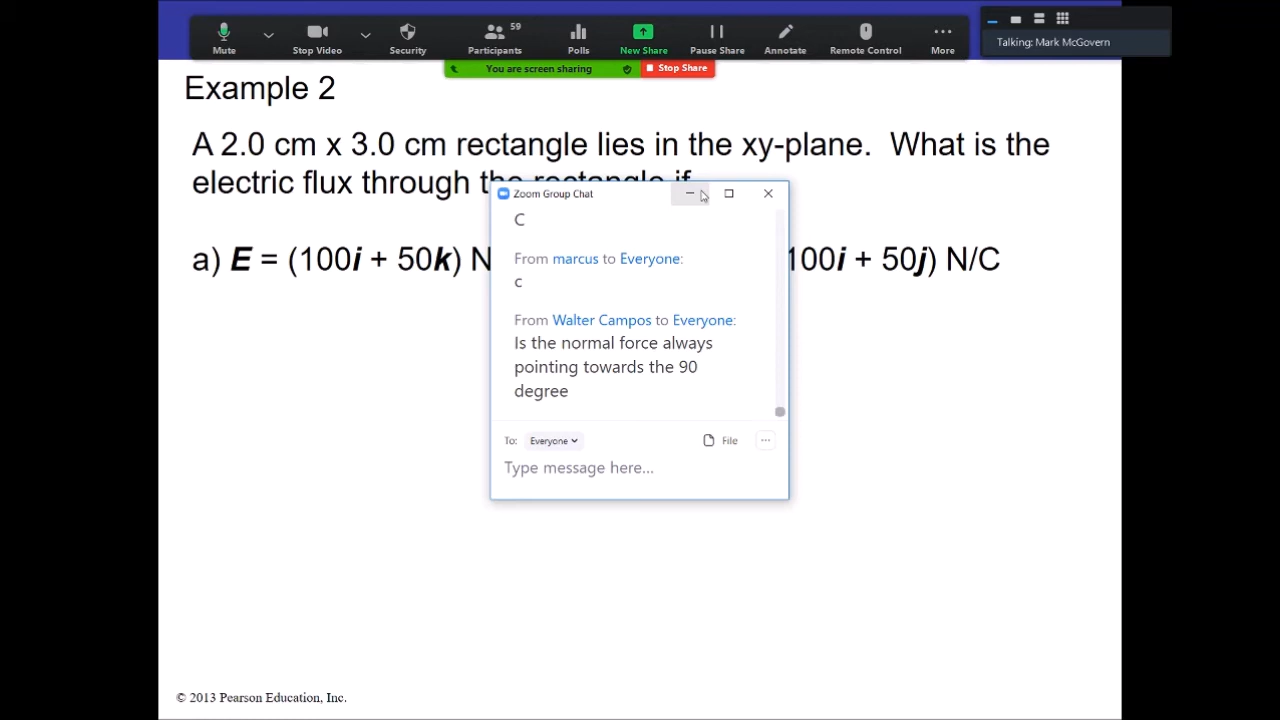 59
Mute
Stop Video
Security
Participants
Polls
New Share
Pause Share
Annotate
Remote Control
More
Talking: Mark McGovern
You are screen sharing
Stop Share
Example 2
A 2.0 cm x 3.0 cm rectangle lies in the xy-plane. What is the
electric flux through the rectangle if
a) E = (100i + 50k) N
100i + 50j) N/C
Zoom Group Chat
C
From marcus to Everyone:
c
From Walter Campos to Everyone:
Is the normal force always
pointing towards the 90
degree
To: Everyone
File
Type message here...
© 2013 Pearson Education, Inc.